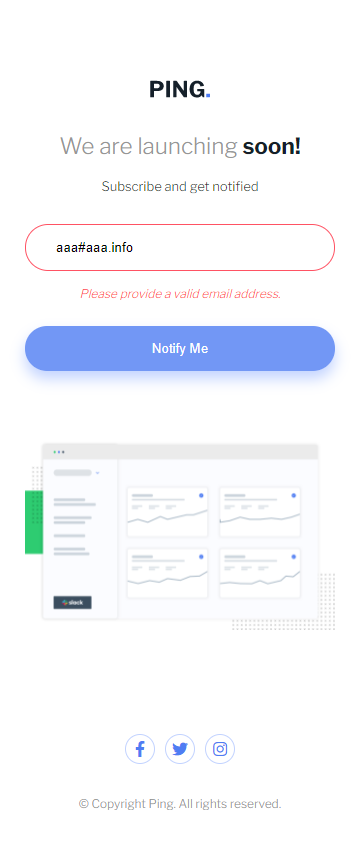 PING.
We are launching soon!
Subscribe and get notified
aaa#aaa.info
Please provide a valid email address.
Notify Me
slack
© Copyright Ping. All rights reserved.